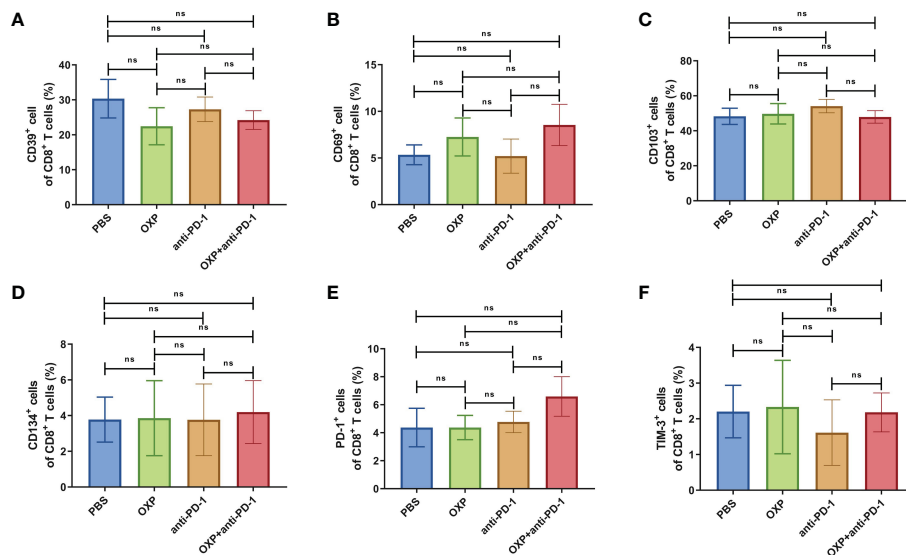 A
ns
ns
ns
ns
ns
ns
CD39⁺ cell
of CD8⁺ T cells (%)
40
30
20
10
0
PBS
OXP
anti-PD-1
OXP+anti-PD-1
B
ns
ns
ns
ns
ns
ns
CD69⁺ cell
of CD8⁺ T cells (%)
15
10
5
0
PBS
OXP
anti-PD-1
OXP+anti-PD-1
C
ns
ns
ns
ns
ns
ns
CD103⁺ cells
of CD8⁺ T cells (%)
80
60
40
20
0
PBS
OXP
anti-PD-1
OXP+anti-PD-1
D
ns
ns
ns
ns
ns
ns
CD134⁺ cells
of CD8⁺ T cells (%)
8
6
4
2
0
PBS
OXP
anti-PD-1
OXP+anti-PD-1
E
ns
ns
ns
ns
ns
ns
PD-1⁺ cells
of CD8⁺ T cells (%)
10
8
6
4
2
0
PBS
OXP
anti-PD-1
OXP+anti-PD-1
F
ns
ns
ns
ns
ns
ns
TIM-3⁺ cells
of CD8⁺ T cells (%)
4
3
2
1
0
PBS
OXP
anti-PD-1
OXP+anti-PD-1